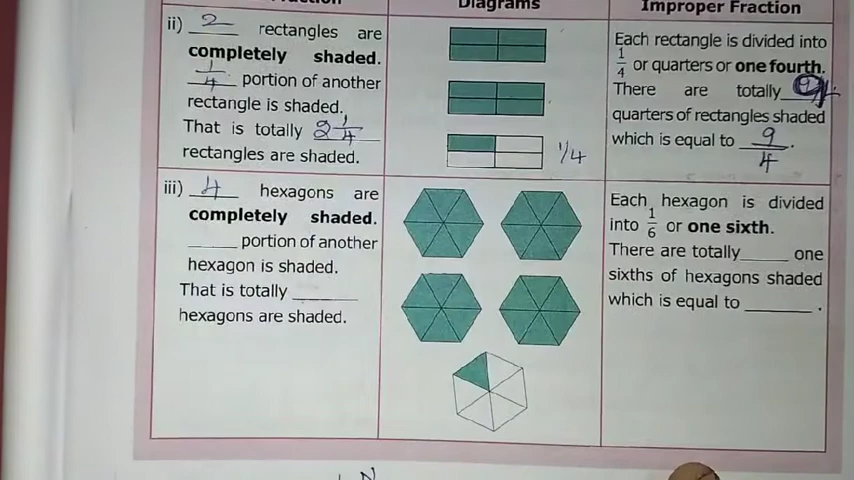 Diagrams
Improper Fraction
ii) 2 rectangles are
completely shaded.
1/4 portion of another
rectangle is shaded.
That is totally 2 1/4
rectangles are shaded.
1/4
Each rectangle is divided into
1/4 or quarters or one fourth.
There are totally
quarters of rectangles shaded
which is equal to 9/4.
iii) 4 hexagons are
completely shaded.
_____ portion of another
hexagon is shaded.
That is totally _______
hexagons are shaded.
Each hexagon is divided
into 1/6 or one sixth.
There are totally_____ one
sixths of hexagons shaded
which is equal to _______ .